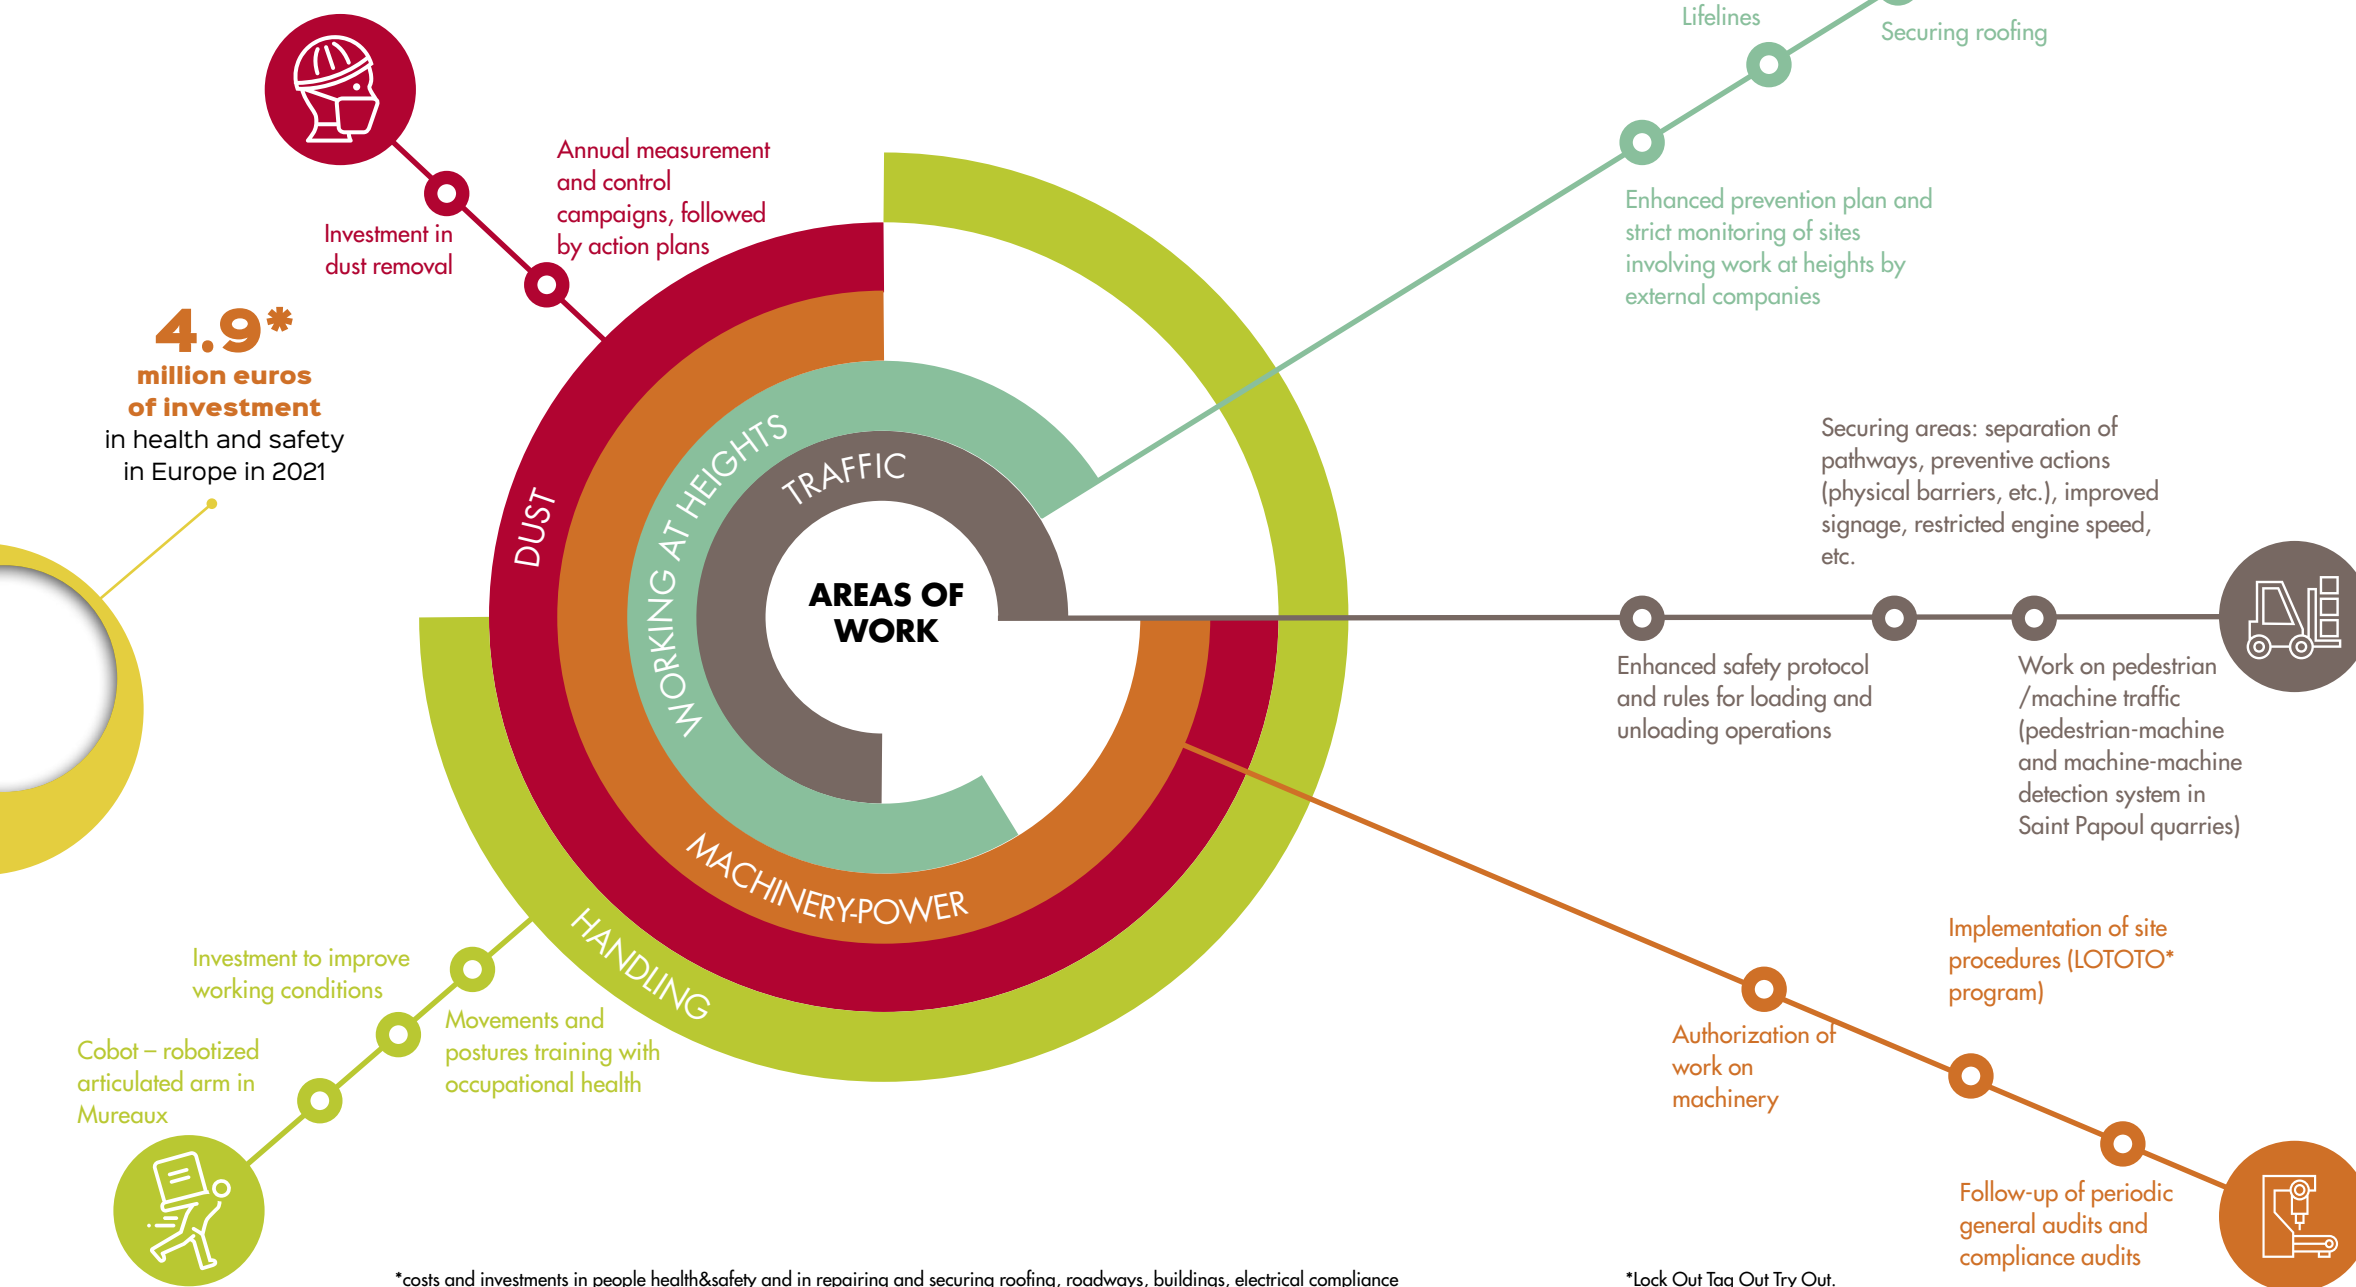 Lifelines
Securing roofing
Annual measurement
and control
campaigns, followed
by action plans
Investment in
dust removal
Enhanced prevention plan and
strict monitoring of sites
involving work at heights by
external companies
4.9*
million euros
of investment
in health and safety
in Europe in 2021
DUST
WORKING AT HEIGHTS
TRAFFIC
AREAS OF
WORK
MACHINERY-POWER
HANDLING
Securing areas: separation of
pathways, preventive actions
(physical barriers, etc.), improved
signage, restricted engine speed,
etc.
Enhanced safety protocol
and rules for loading and
unloading operations
Work on pedestrian
/machine traffic
(pedestrian-machine
and machine-machine
detection system in
Saint Papoul quarries)
Investment to improve
working conditions
Movements and
postures training with
occupational health
Cobot – robotized
articulated arm in
Mureaux
Implementation of site
procedures (LOTOTO*
program)
Authorization of
work on
machinery
Follow-up of periodic
general audits and
compliance audits
*costs and investments in people health&safety and in repairing and securing roofing, roadways, buildings, electrical compliance
*Lock Out Tag Out Try Out.